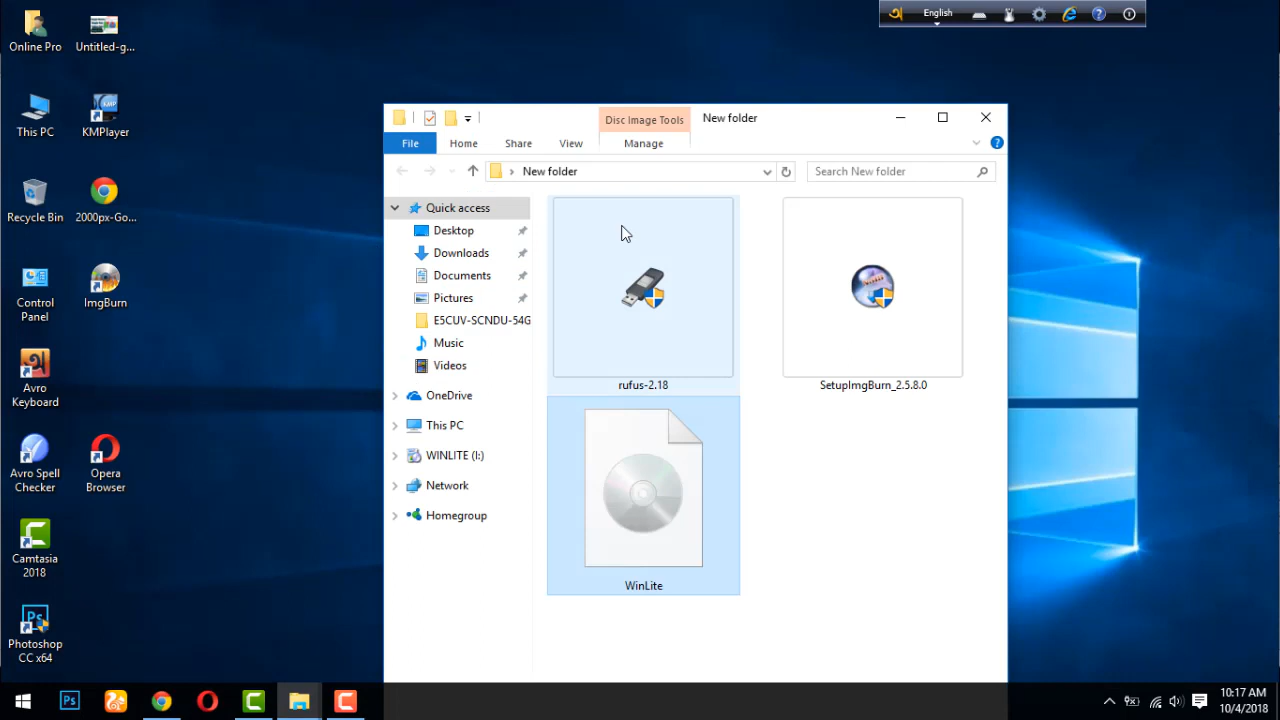 Online Pro
Untitled-g...
This PC
KMPlayer
KMP
Recycle Bin
2000px-Go...
Control
Panel
ImgBurn
Avro
Keyboard
Avro Spell
Checker
Opera
Browser
Camtasia
2018
Photoshop
CC x64
English
Disc Image Tools
New folder
File
Home
Share
View
Manage
New folder
Search New folder
Quick access
Desktop
Downloads
Documents
Pictures
E5CUV-SCNDU-54G
Music
Videos
OneDrive
This PC
WINLITE (I:)
Network
Homegroup
rufus-2.18
SetupImgBurn_2.5.8.0
WinLite
10:17 AM
10/4/2018